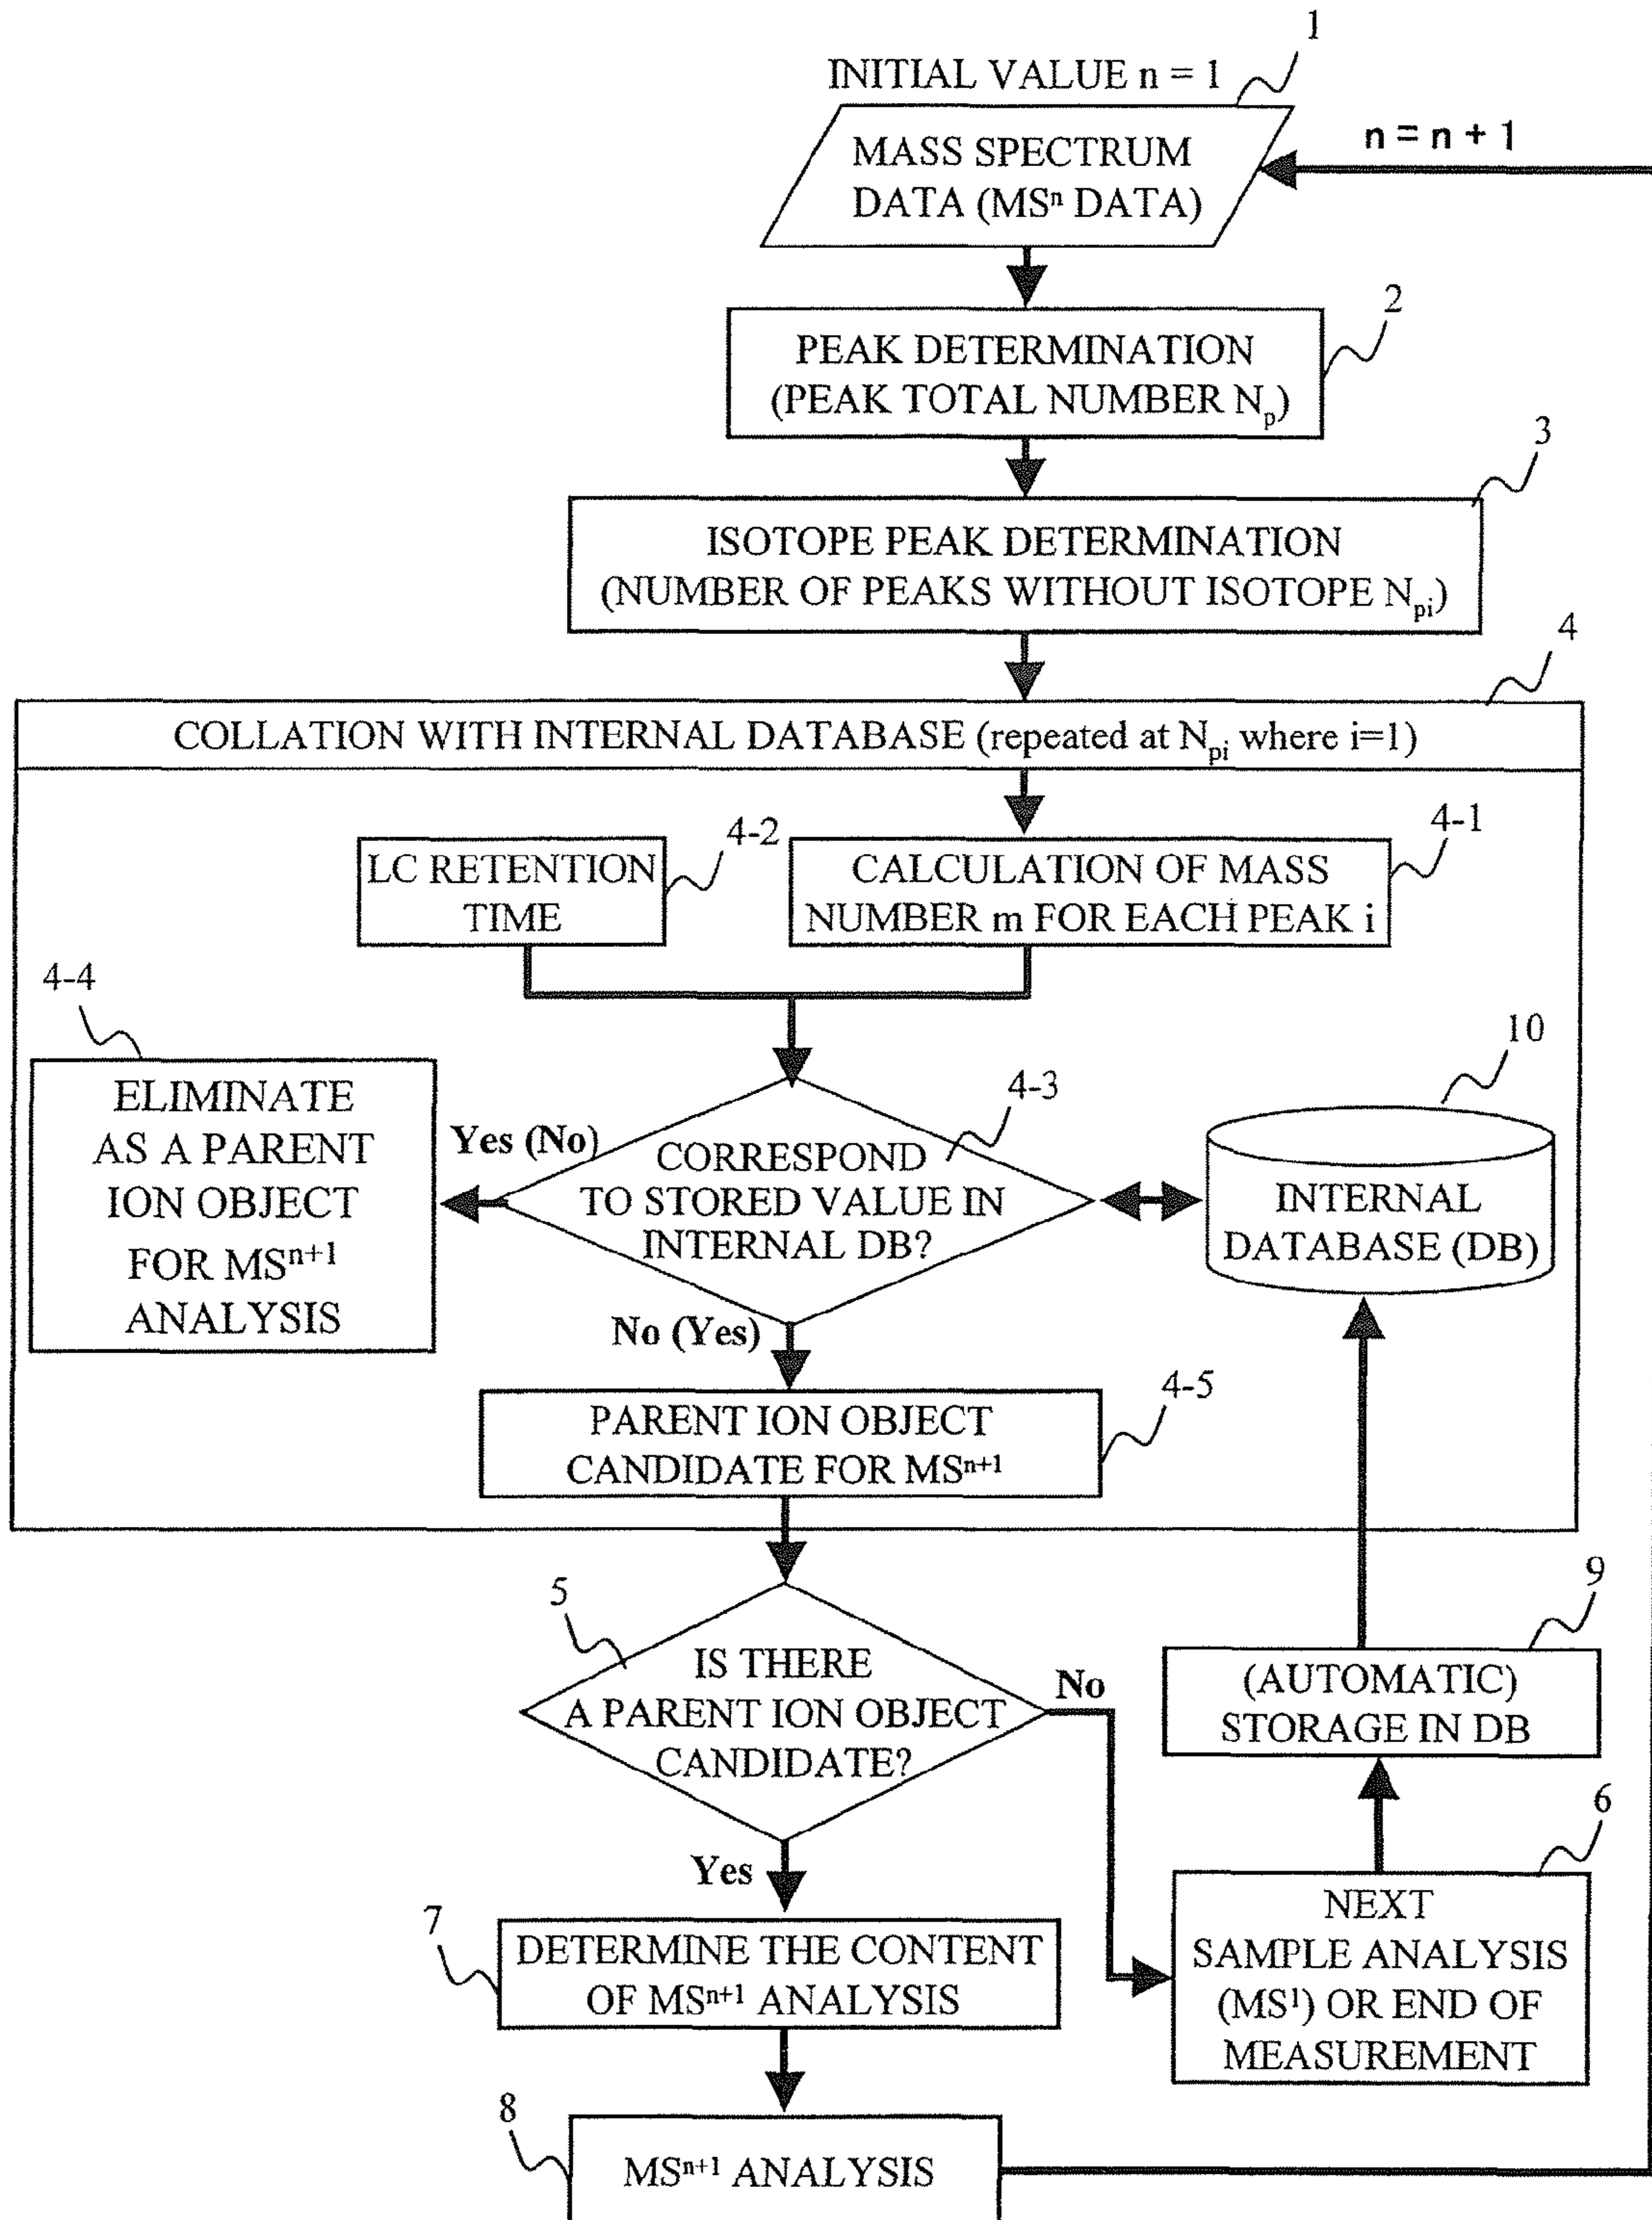 1
INITIAL VALUE n = 1
MASS SPECTRUM
DATA (MSⁿ DATA)
n = n + 1
2
PEAK DETERMINATION
(PEAK TOTAL NUMBER Nₚ)
3
ISOTOPE PEAK DETERMINATION
(NUMBER OF PEAKS WITHOUT ISOTOPE Nₚᵢ)
4
COLLATION WITH INTERNAL DATABASE (repeated at Nₚᵢ where i=1)
4-2
LC RETENTION
TIME
4-1
CALCULATION OF MASS
NUMBER m FOR EACH PEAK i
4-4
ELIMINATE
AS A PARENT
ION OBJECT
FOR MSⁿ⁺¹
ANALYSIS
Yes (No)
4-3
CORRESPOND
TO STORED VALUE IN
INTERNAL DB?
10
INTERNAL
DATABASE (DB)
No (Yes)
4-5
PARENT ION OBJECT
CANDIDATE FOR MSⁿ⁺¹
5
IS THERE
A PARENT ION OBJECT
CANDIDATE?
No
9
(AUTOMATIC)
STORAGE IN DB
Yes
6
NEXT
SAMPLE ANALYSIS
(MS¹) OR END OF
MEASUREMENT
7
DETERMINE THE CONTENT
OF MSⁿ⁺¹ ANALYSIS
8
MSⁿ⁺¹ ANALYSIS